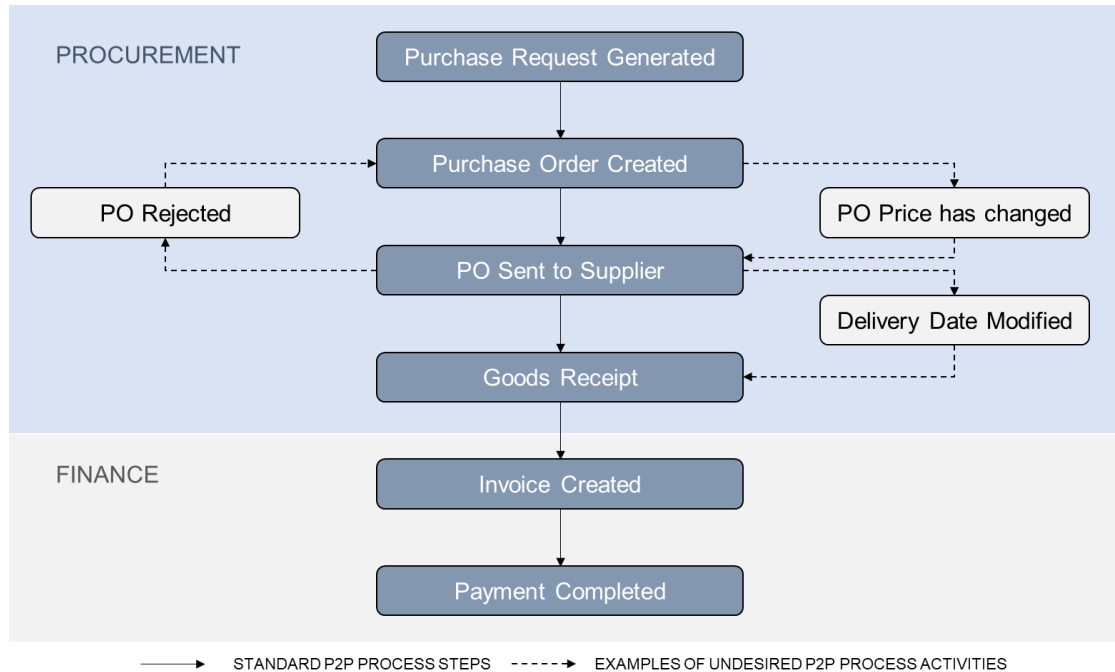 PROCUREMENT
Purchase Request Generated
Purchase Order Created
PO Rejected
PO Price has changed
PO Sent to Supplier
Delivery Date Modified
Goods Receipt
FINANCE
Invoice Created
Payment Completed
STANDARD P2P PROCESS STEPS
EXAMPLES OF UNDESIRED P2P PROCESS ACTIVITIES